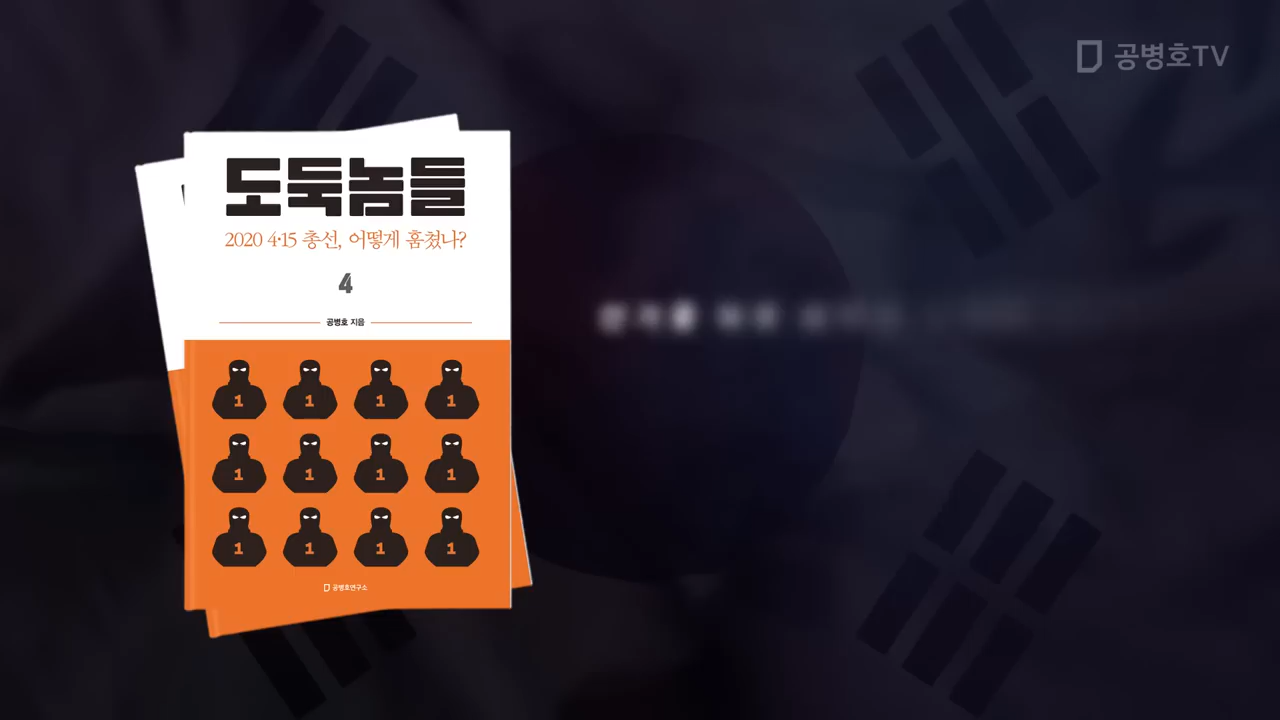 공병호TV
도둑놈들
2020 4·15 총선, 어떻게 훔쳤나?
4
공병호 지음
1 1 1 1
1 1 1 1
1 1 1 1
공병호연구소